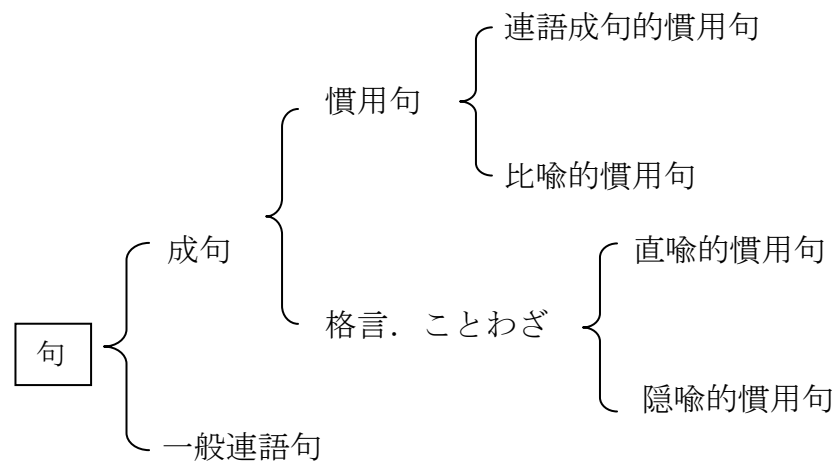 連語成句的慣用句
慣用句
比喩的慣用句
成句
直喩的慣用句
格言．ことわざ
句
隠喩的慣用句
一般連語句